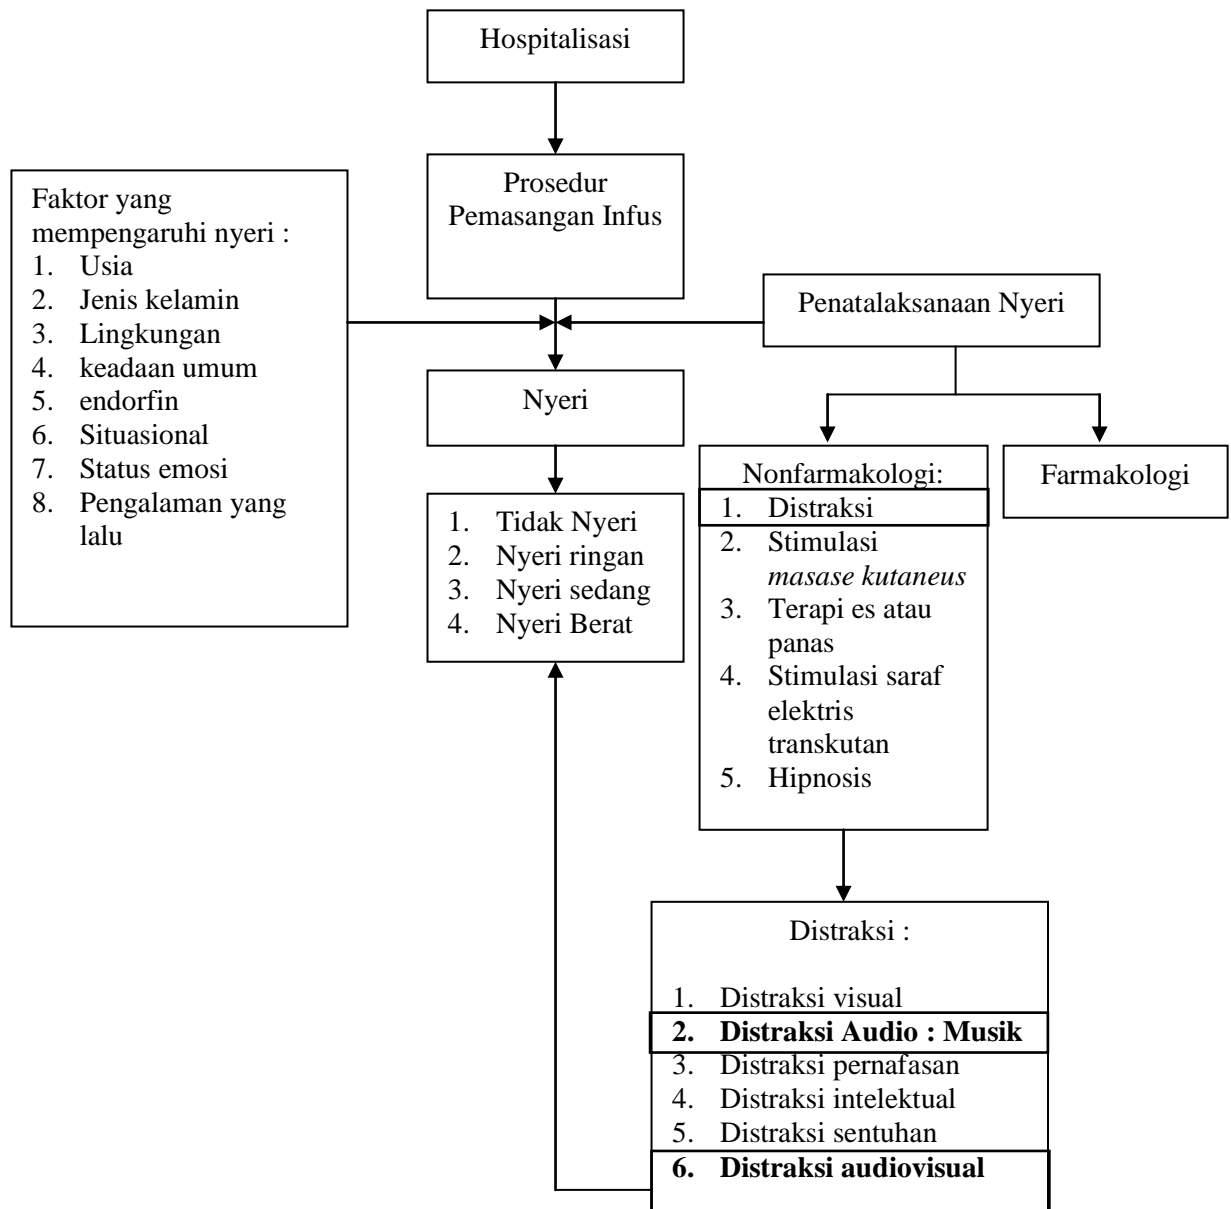 Hospitalisasi
Prosedur
Pemasangan Infus
Faktor yang
mempengaruhi nyeri :
1. Usia
2. Jenis kelamin
3. Lingkungan
4. keadaan umum
5. endorfin
6. Situasional
7. Status emosi
8. Pengalaman yang
lalu
Penatalaksanaan Nyeri
Nyeri
1. Tidak Nyeri
2. Nyeri ringan
3. Nyeri sedang
4. Nyeri Berat
Nonfarmakologi:
1. Distraksi
2. Stimulasi
masase kutaneus
3. Terapi es atau
panas
4. Stimulasi saraf
elektris
transkutan
5. Hipnosis
Farmakologi
Distraksi :
1. Distraksi visual
2. Distraksi Audio : Musik
3. Distraksi pernafasan
4. Distraksi intelektual
5. Distraksi sentuhan
6. Distraksi audiovisual